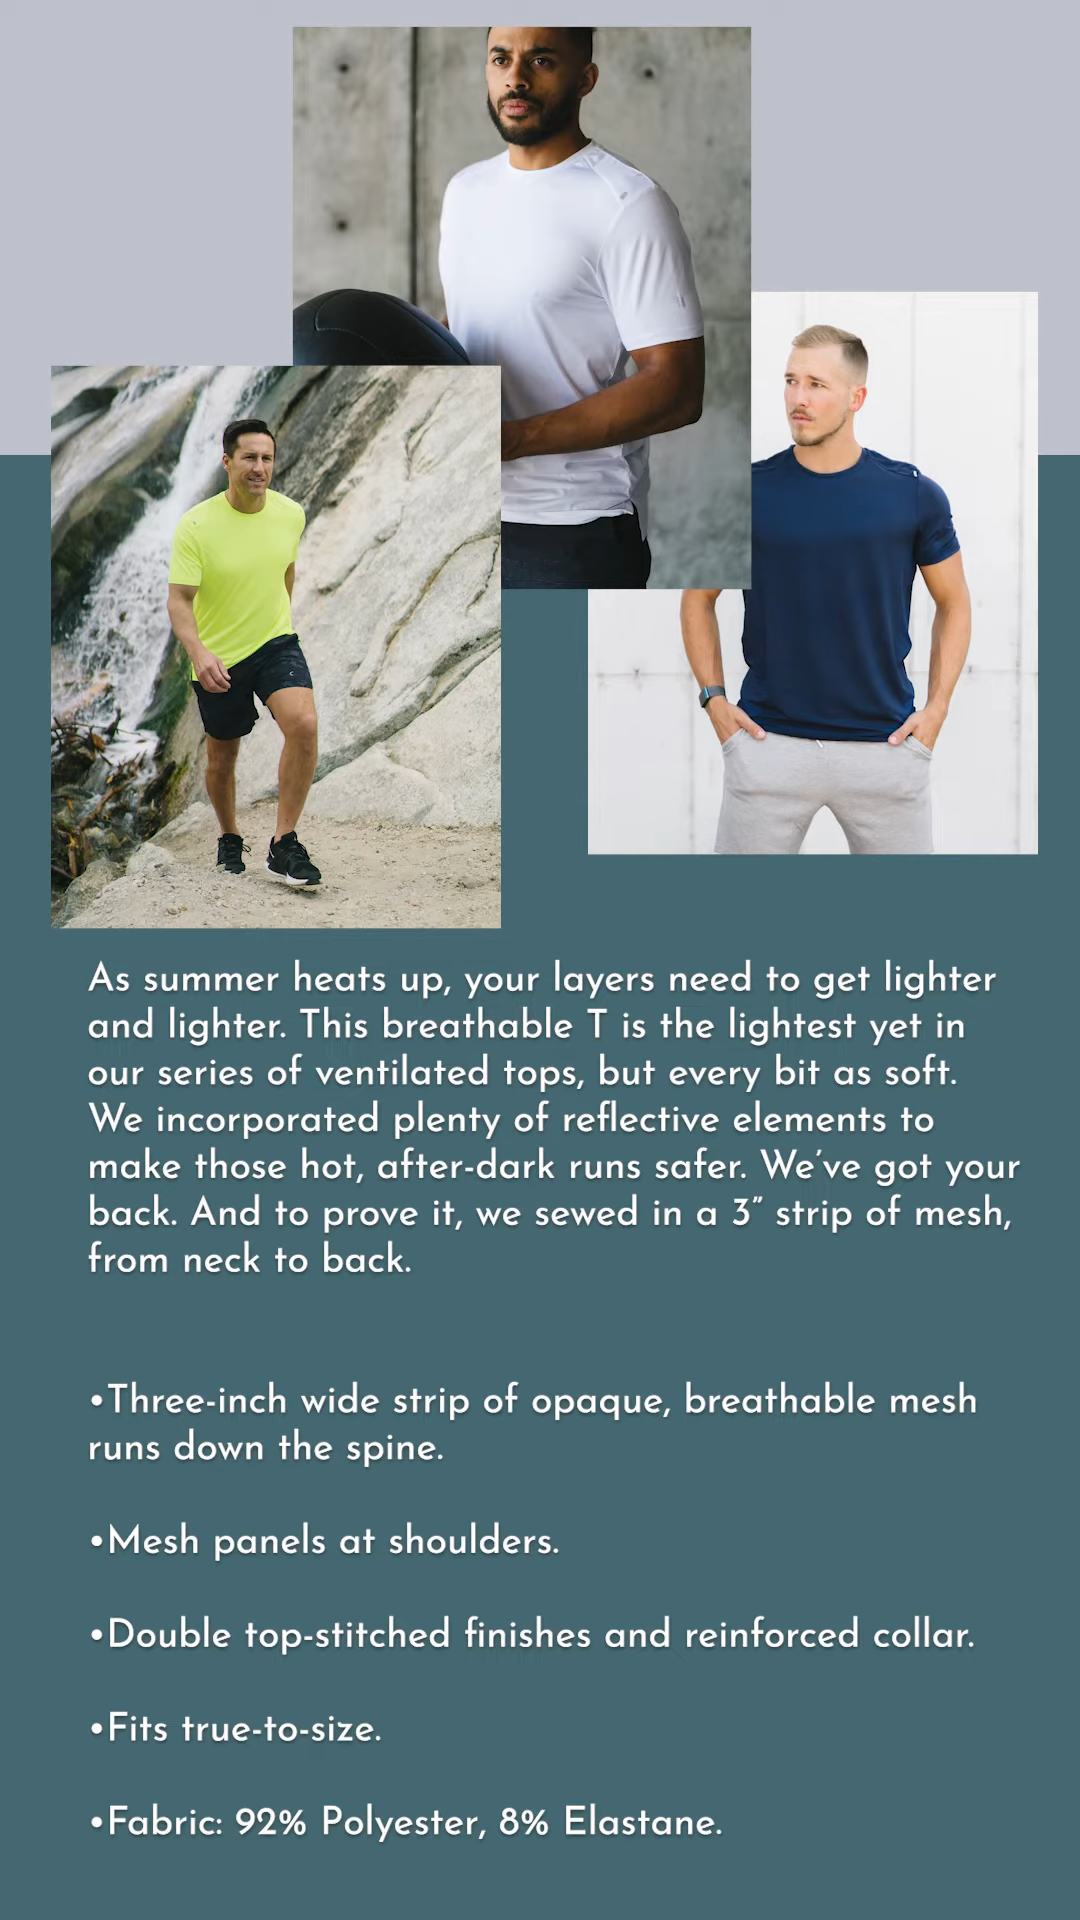 As summer heats up, your layers need to get lighter
and lighter. This breathable T is the lightest yet in
our series of ventilated tops, but every bit as soft.
We incorporated plenty of reflective elements to
make those hot, after-dark runs safer. We’ve got your
back. And to prove it, we sewed in a 3” strip of mesh,
from neck to back.
•Three-inch wide strip of opaque, breathable mesh
runs down the spine.
•Mesh panels at shoulders.
•Double top-stitched finishes and reinforced collar.
•Fits true-to-size.
•Fabric: 92% Polyester, 8% Elastane.